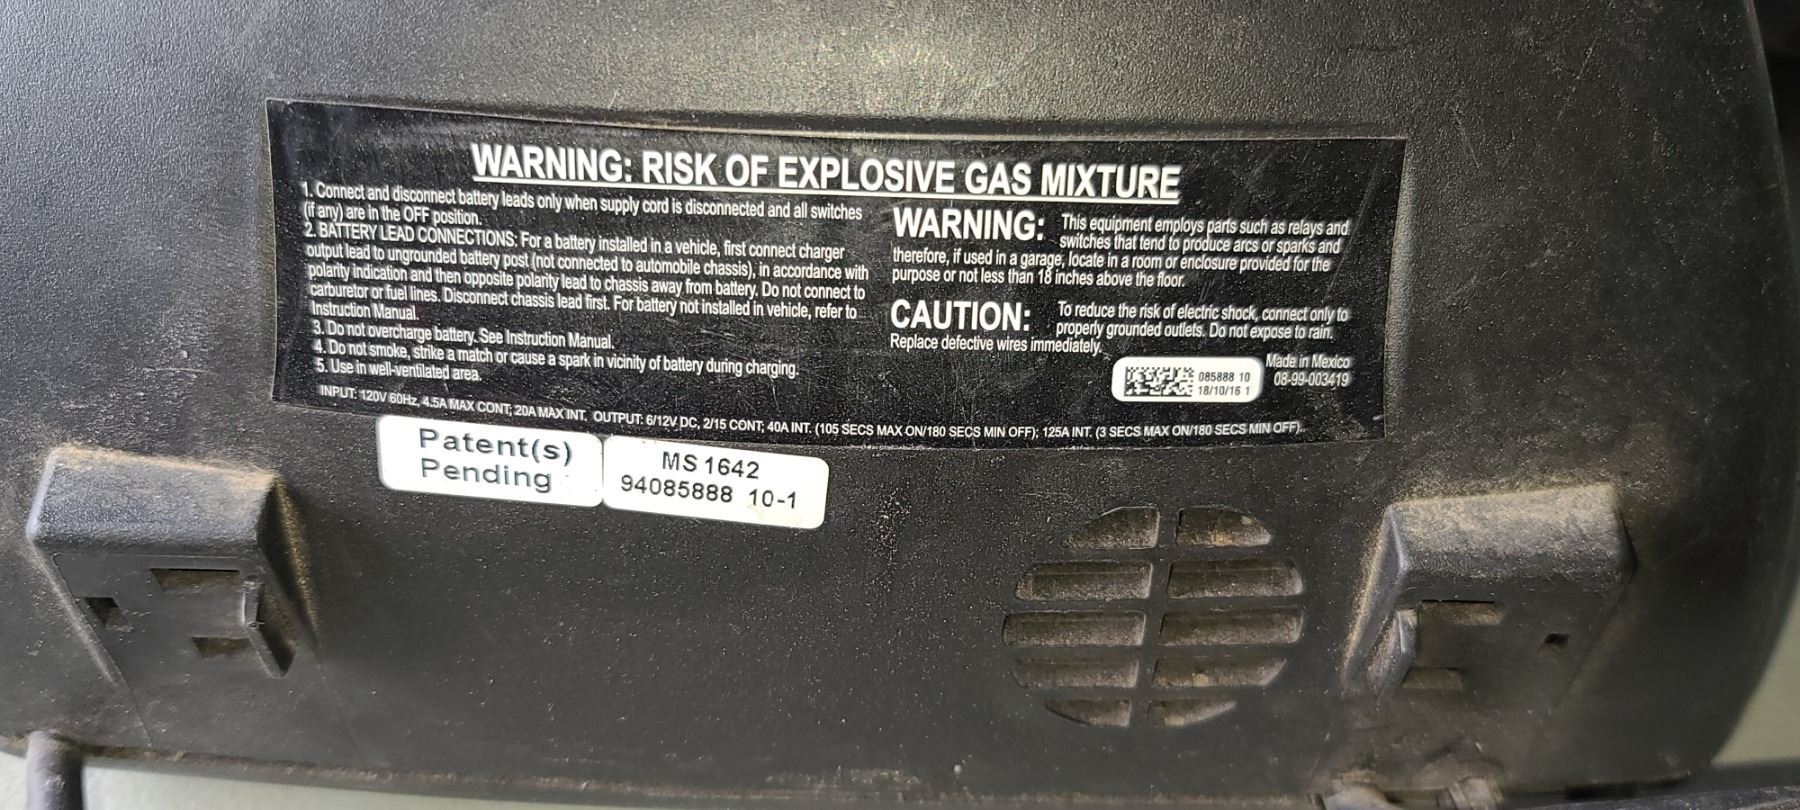 WARNING: RISK OF EXPLOSIVE GAS MIXTURE
1. Connect and disconnect battery leads only when supply cord is disconnected and all switches
(if any) are in the OFF position.
2. BATTERY LEAD CONNECTIONS: For a battery installed in a vehicle, first connect charger
output lead to ungrounded battery post (not connected to automobile chassis), in accordance with
polarity indication and then opposite polarity lead to chassis away from battery. Do not connect to
carburetor or fuel lines. Disconnect chassis lead first. For battery not installed in vehicle, refer to
Instruction Manual.
3. Do not overcharge battery. See Instruction Manual.
4. Do not smoke, strike a match or cause a spark in vicinity of battery during charging.
5. Use in well-ventilated area.
WARNING: This equipment employs parts such as relays and
switches that tend to produce arcs or sparks and
therefore, if used in a garage, locate in a room or enclosure provided for the
purpose or not less than 18 inches above the floor.
CAUTION: To reduce the risk of electric shock, connect only to
properly grounded outlets. Do not expose to rain.
Replace defective wires immediately.
Made in Mexico
085888 10
08-99-003419
18/10/16 1
INPUT: 120V 60Hz, 4.5A MAX CONT; 20A MAX INT. OUTPUT: 6/12V DC, 2/15 CONT; 40A INT. (105 SECS MAX ON/180 SECS MIN OFF); 125A INT. (3 SECS MAX ON/180 SECS MIN OFF).
Patent(s)
Pending
MS 1642
94085888 10-1